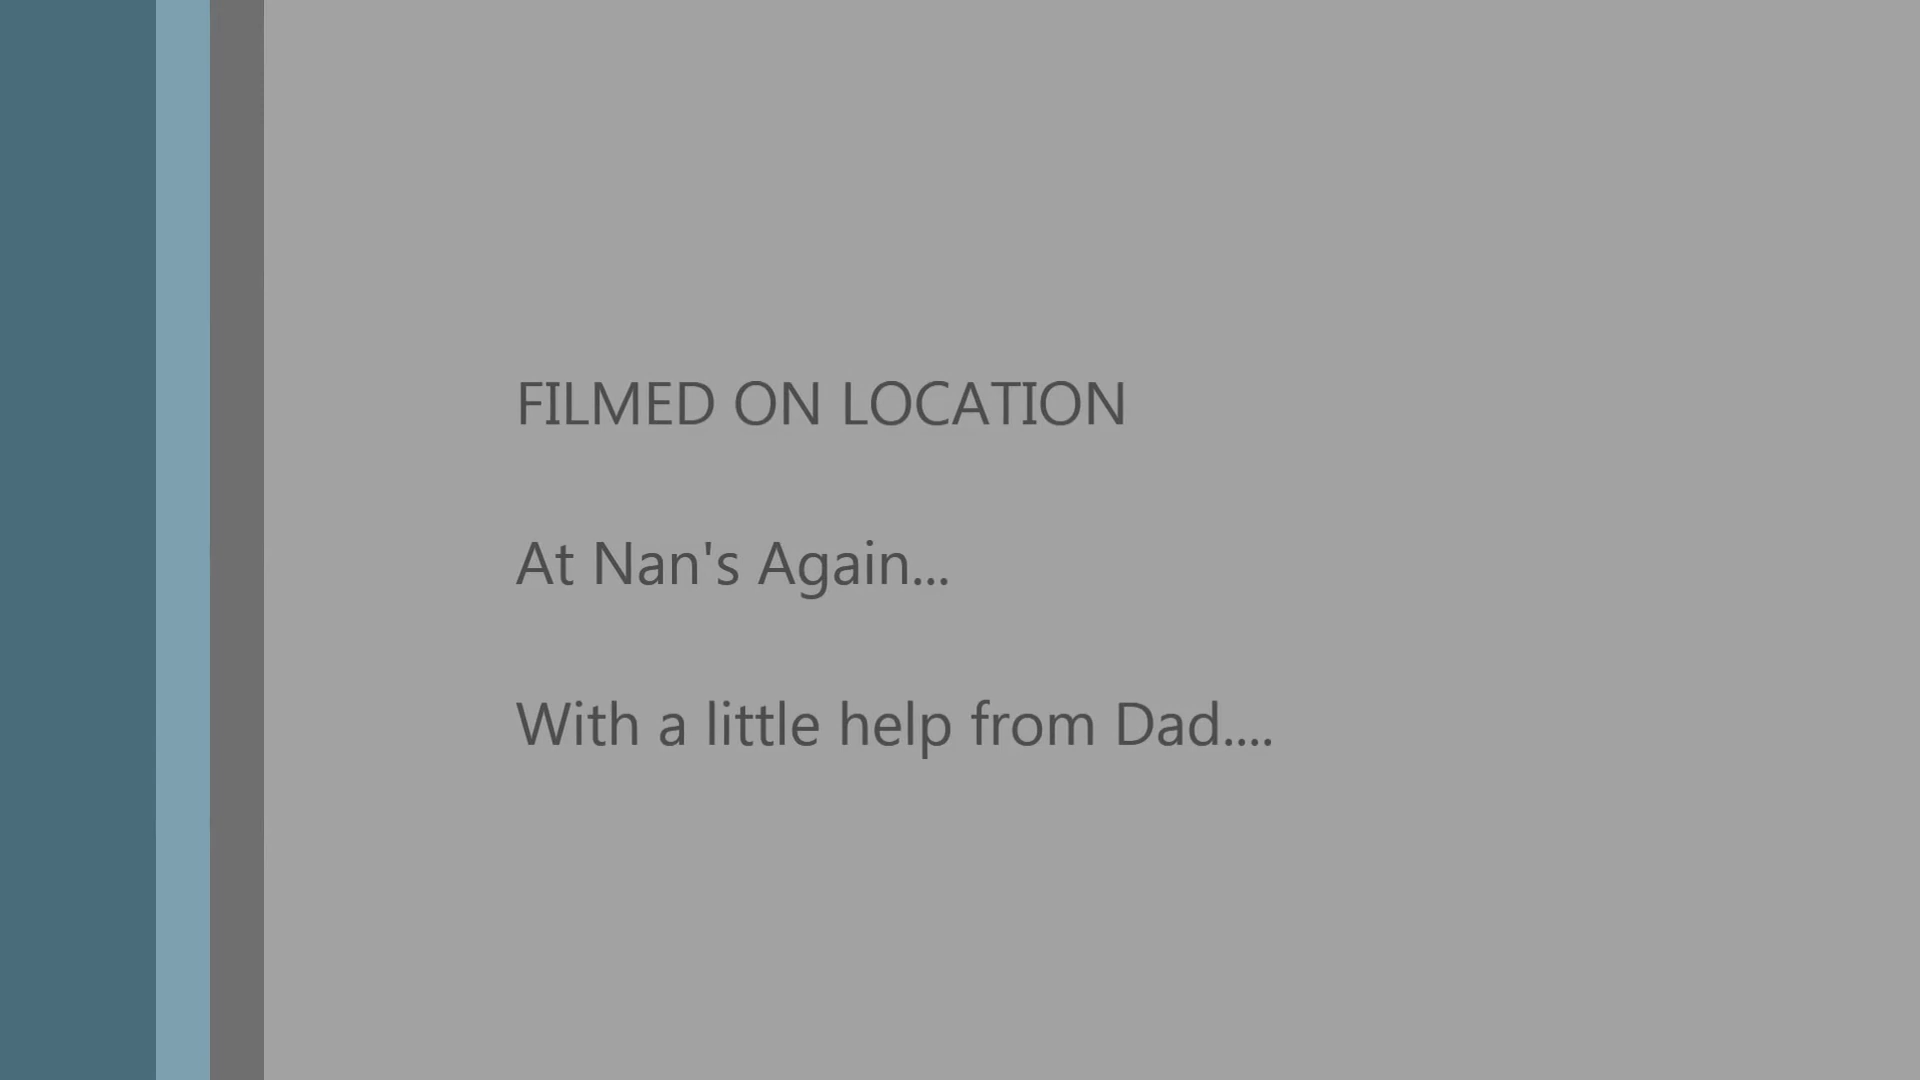 FILMED ON LOCATION
At Nan's Again...
With a little help from Dad....